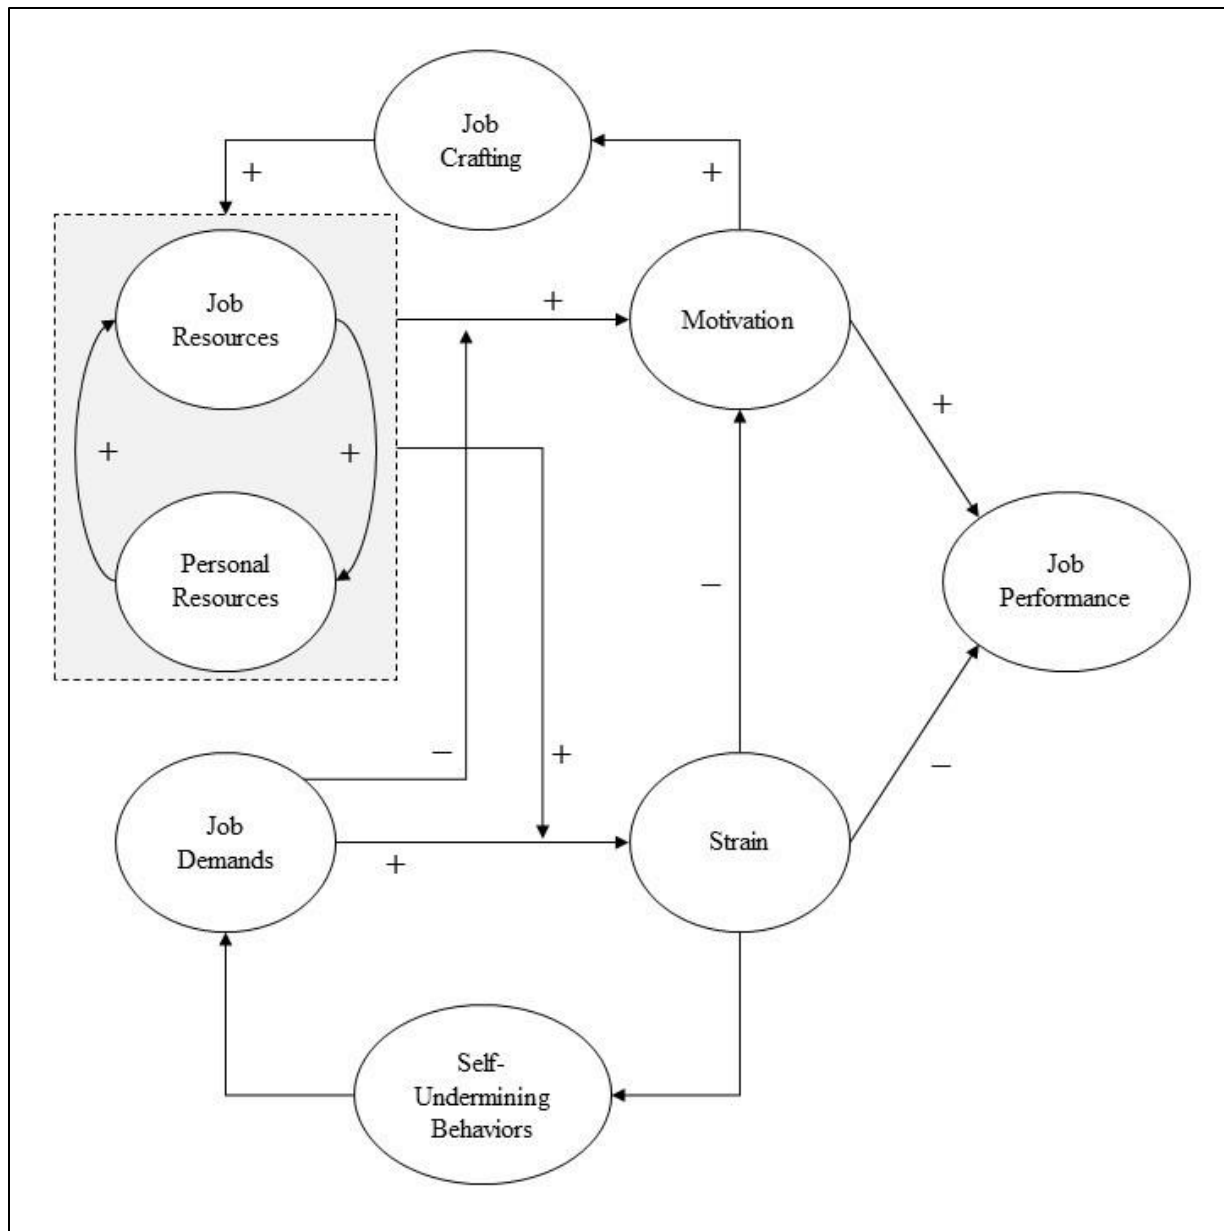 Job
Crafting
+
+
Job
Resources
+
Motivation
+
+
+
Personal
Resources
–
Job
Performance
–
+
–
Job
Demands
+
Strain
Self-
Undermining
Behaviors